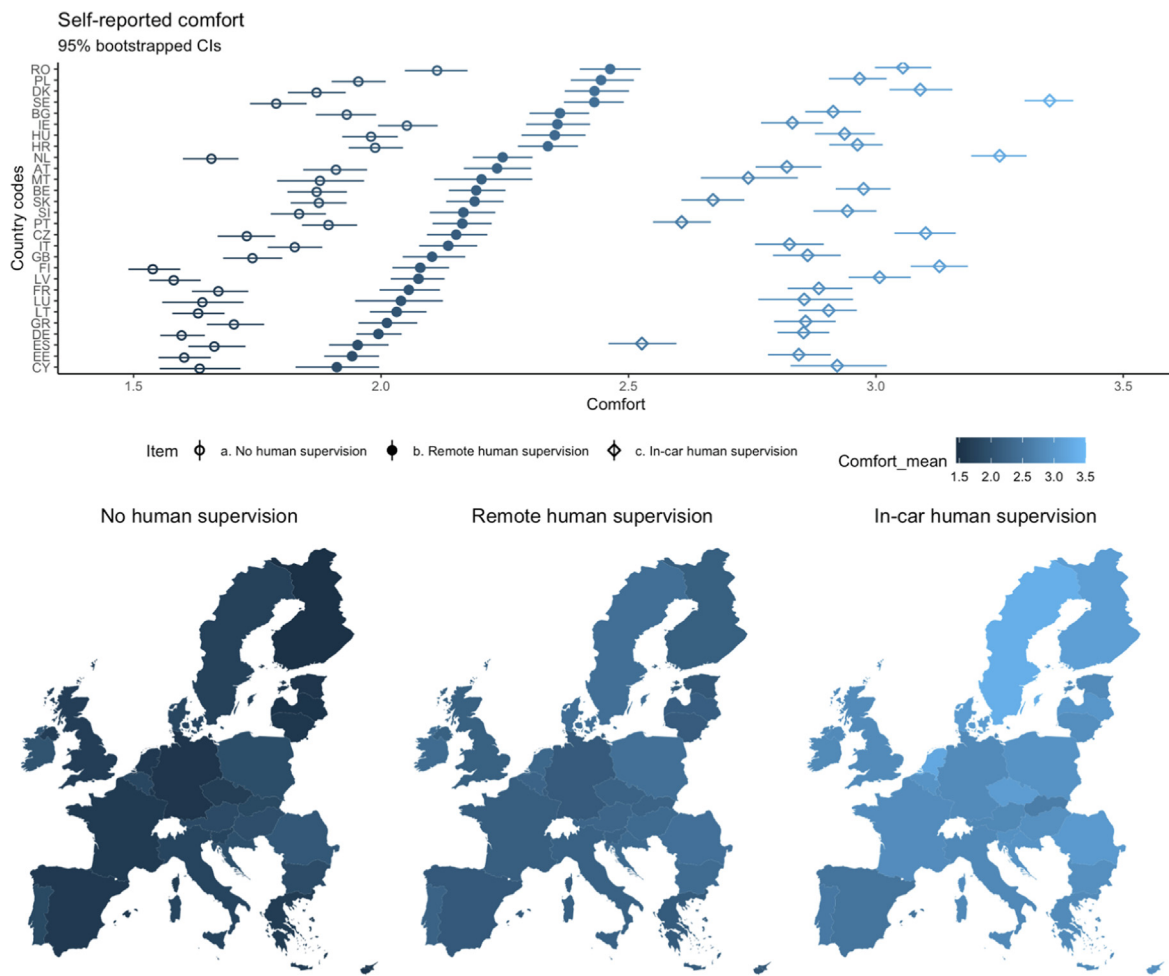 Self-reported comfort
95% bootstrapped CIs
Country codes
RO
PL
DK
SE
BG
IE
HU
HR
NL
AT
MT
BE
SK
SI
PT
CZ
IT
GB
FI
LV
FR
LU
LT
GR
DE
ES
EE
CY
1.5 2.0 2.5 3.0 3.5
Comfort
Item a. No human supervision b. Remote human supervision c. In-car human supervision
Comfort_mean
1.5 2.0 2.5 3.0 3.5
No human supervision Remote human supervision In-car human supervision